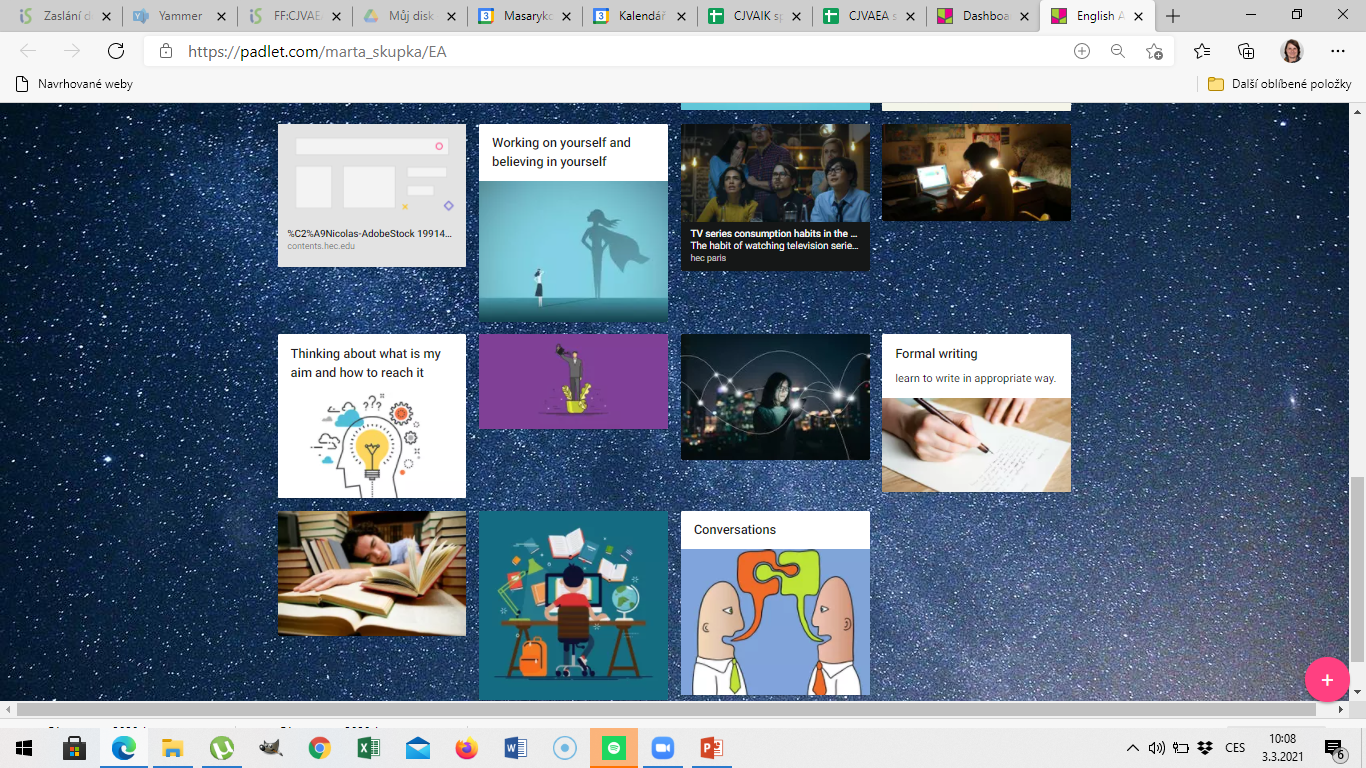 Zaslání d
Yammer
FF:CJVAE
Můj disk
Masaryko
Kalendář
CJVAIK sp
CJVAEA s
Dashboa
English A
https://padlet.com/marta_skupka/EA
Navrhované weby
Další oblíbené položky
%C2%A9Nicolas-AdobeStock 19914...
contents.hec.edu
Working on yourself and
believing in yourself
TV series consumption habits in the ...
The habit of watching television serie...
hec paris
Thinking about what is my
aim and how to reach it
Formal writing
learn to write in appropriate way.
Conversations
CES
10:08
3.3.2021
6